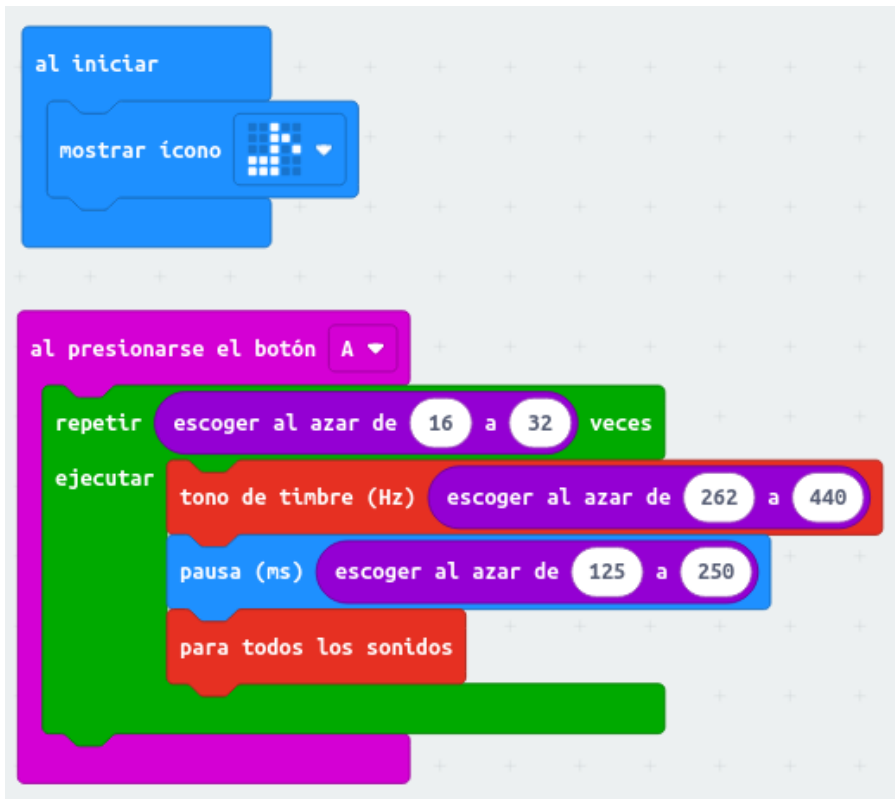 al iniciar
mostrar ícono
al presionarse el botón A
repetir escoger al azar de 16 a 32 veces
ejecutar
tono de timbre (Hz) escoger al azar de 262 a 440
pausa (ms) escoger al azar de 125 a 250
para todos los sonidos